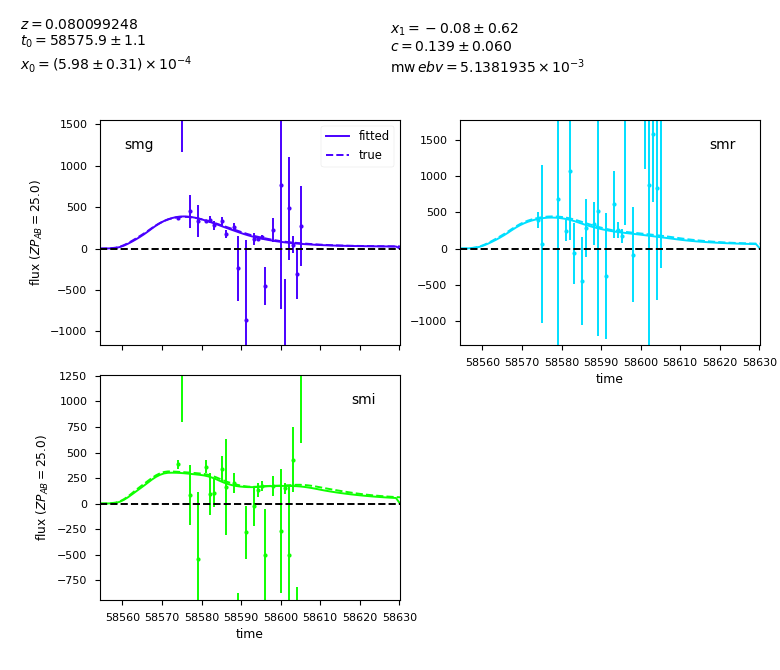 z = 0.080099248
t₀ = 58575.9 ± 1.1
x₀ = (5.98 ± 0.31) × 10⁻⁴
x₁ = −0.08 ± 0.62
c = 0.139 ± 0.060
mw ebv = 5.1381935 × 10⁻³
smg
fitted
true
flux (ZP_AB = 25.0)
1500
1000
500
0
−500
−1000
smr
1500
1000
500
0
−500
−1000
58560 58570 58580 58590 58600 58610 58620 58630
time
smi
flux (ZP_AB = 25.0)
1250
1000
750
500
250
0
−250
−500
−750
58560 58570 58580 58590 58600 58610 58620 58630
time